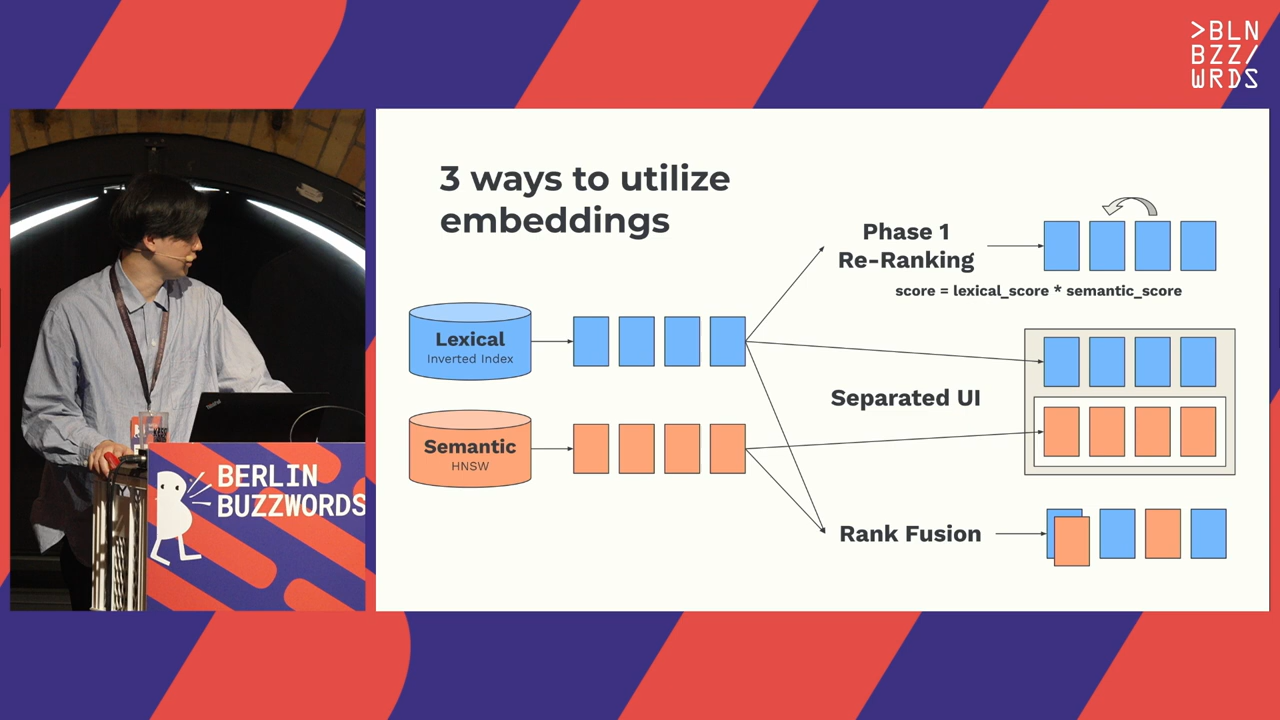 >BLN
BZZ/
WRDS
3 ways to utilize
embeddings
Phase 1
Re-Ranking
score = lexical_score * semantic_score
Lexical
Inverted Index
Separated UI
Semantic
HNSW
Rank Fusion
BERLIN
BUZZWORDS